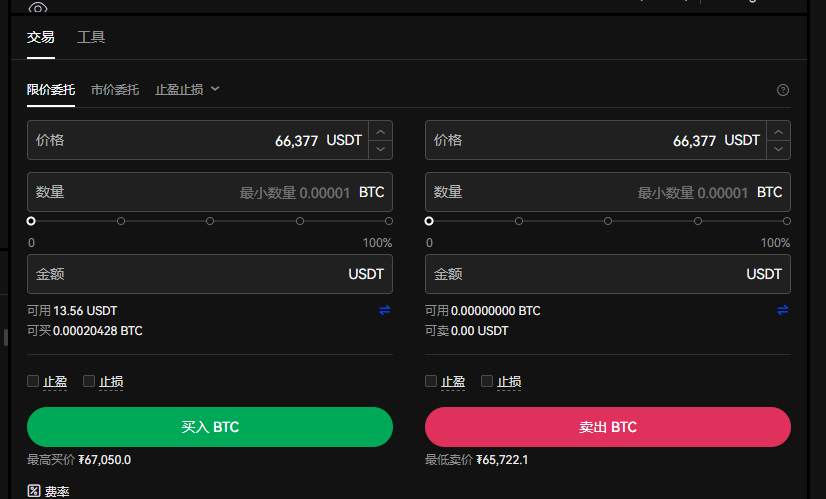 交易 工具
限价委托 市价委托 止盈止损
价格 66,377 USDT
数量 最小数量 0.00001 BTC
0 100%
金额 USDT
可用 13.56 USDT
可买 0.00020428 BTC
止盈 止损
买入 BTC
最高买价 ₮67,050.0
费率
价格 66,377 USDT
数量 最小数量 0.00001 BTC
0 100%
金额 USDT
可用 0.00000000 BTC
可卖 0.00 USDT
止盈 止损
卖出 BTC
最低卖价 ₮65,722.1